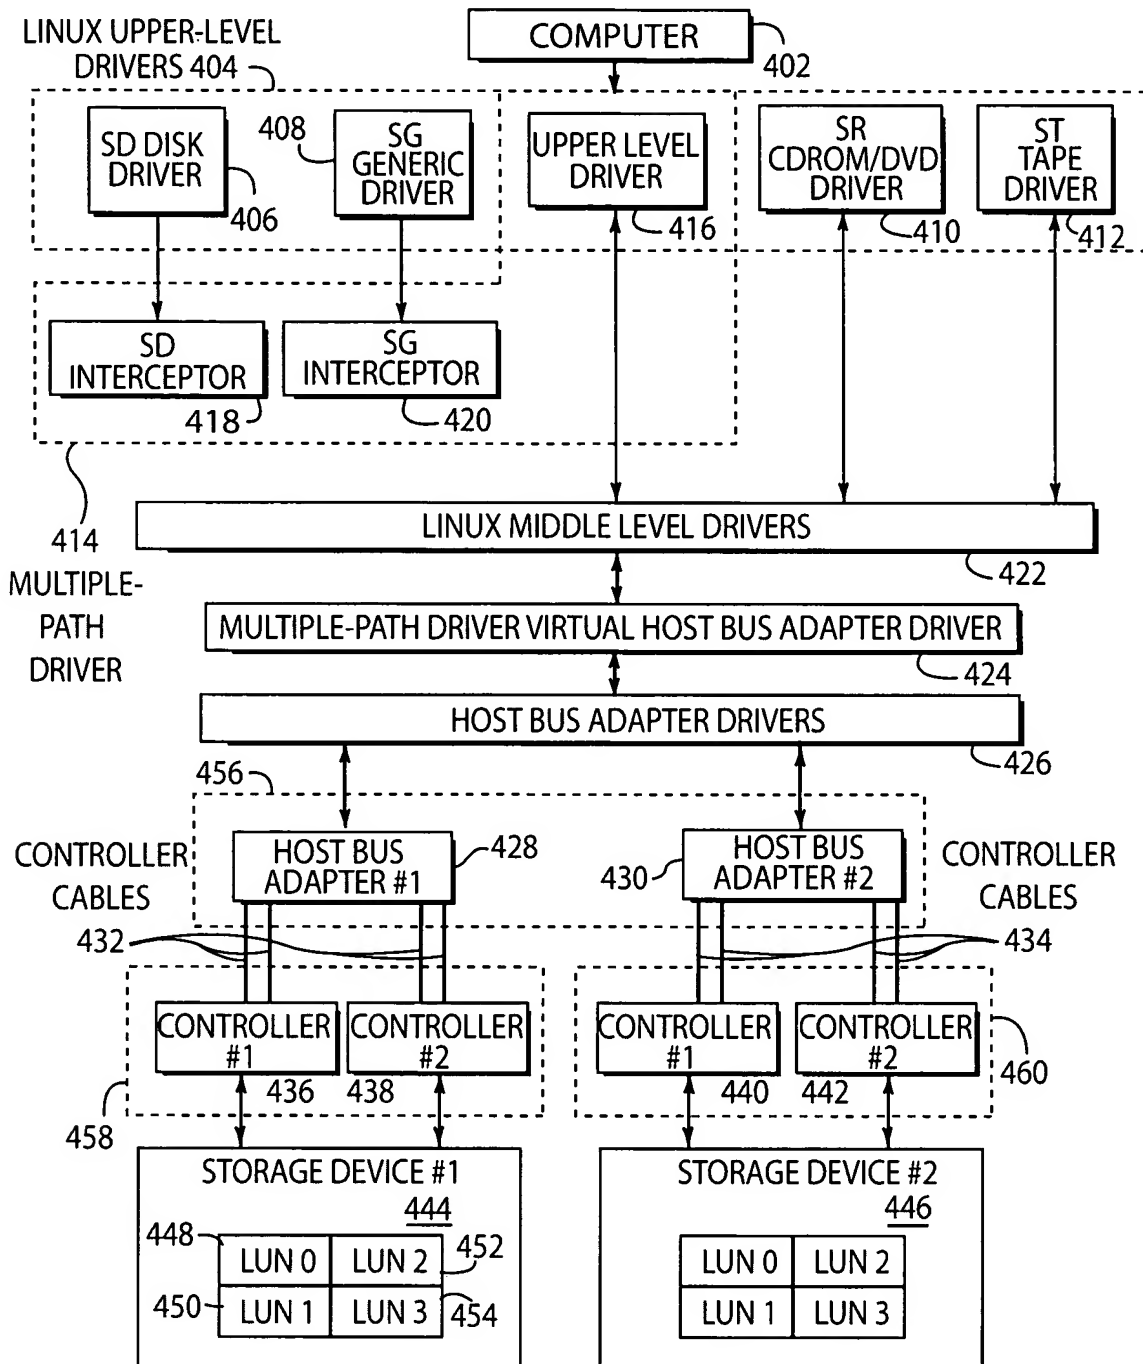 LINUX UPPER-LEVEL
DRIVERS 404
COMPUTER
402
SD DISK
DRIVER
406
408
SG
GENERIC
DRIVER
UPPER LEVEL
DRIVER
416
SR
CDROM/DVD
DRIVER
410
ST
TAPE
DRIVER
412
SD
INTERCEPTOR
418
SG
INTERCEPTOR
420
414
MULTIPLE-
PATH
DRIVER
LINUX MIDDLE LEVEL DRIVERS
422
MULTIPLE-PATH DRIVER VIRTUAL HOST BUS ADAPTER DRIVER
424
HOST BUS ADAPTER DRIVERS
426
456
CONTROLLER
CABLES
432
HOST BUS
ADAPTER #1
428
430
HOST BUS
ADAPTER #2
CONTROLLER
CABLES
434
CONTROLLER
#1
436
CONTROLLER
#2
438
458
CONTROLLER
#1
440
CONTROLLER
#2
442
460
STORAGE DEVICE #1
444
448
LUN 0
LUN 2
452
450
LUN 1
LUN 3
454
STORAGE DEVICE #2
446
LUN 0
LUN 2
LUN 1
LUN 3